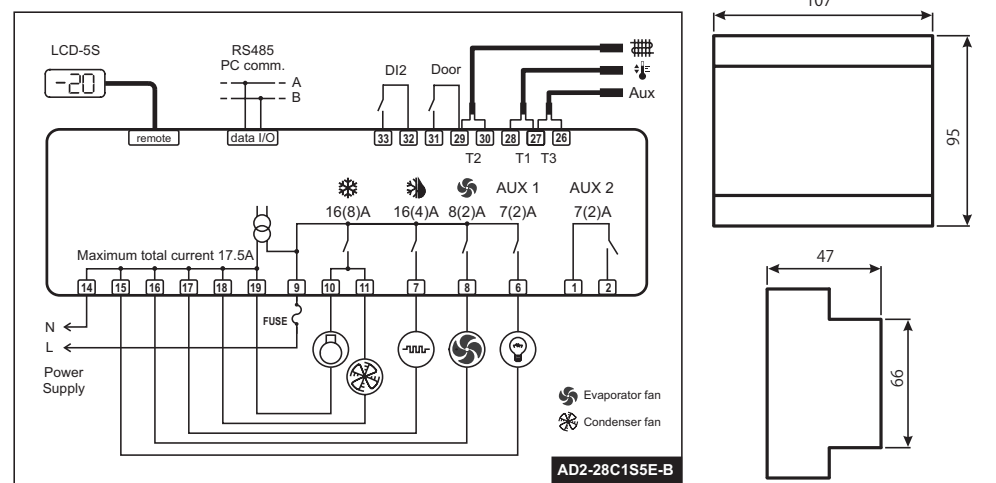 LCD-5S
-20
RS485
PC comm.
A
B
DI2
Door
Aux
remote
data I/O
33 32 31 29 30 28 27 26
T2 T1 T3
AUX 1 AUX 2
16(8)A 16(4)A 8(2)A 7(2)A 7(2)A
Maximum total current 17.5A
14 15 16 17 18 19 9 10 11 7 8 6 1 2
N
L
FUSE
Power
Supply
Evaporator fan
Condenser fan
AD2-28C1S5E-B
107
95
47
66